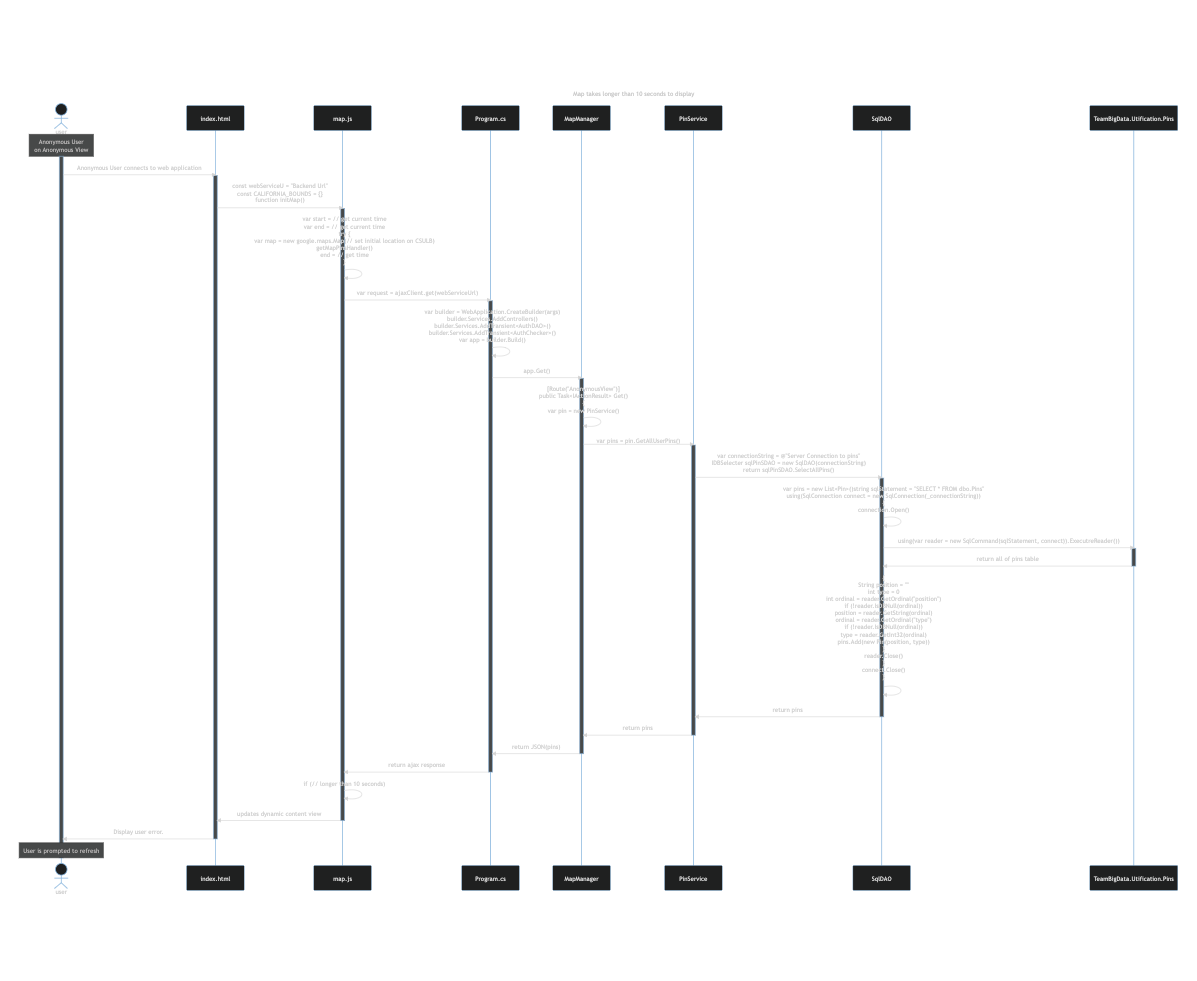 Map takes longer than 10 seconds to display
index.html
map.js
Program.cs
MapManager
PinService
SqlDAO
TeamBigData.Utification.Pins
Anonymous User
on Anonymous View
Anonymous User connects to web application
const webServiceU = "Backend Url"
const CALIFORNIA_BOUNDS = {}
function initMap()
var start = // get current time
var end = // get current time
var map = new google.maps.Map(// set initial location on CSULB)
end = // get time
var request = ajaxClient.get(webServiceUrl)
var builder = WebApplication.CreateBuilder(args)
builder.Services.AddControllers()
builder.Services.AddTransient<AuthDAO>()
builder.Services.AddTransient<AuthChecker>()
var app = builder.Build()
app.Get()
[Route("AnonymousView")]
public Task<IActionResult> Get()
var pin = new PinService()
var pins = pin.GetAllUserPins()
var connectionString = @"Server Connection to pins"
IDBSelecter sqlPinSDAO = new SqlDAO(connectionString)
return sqlPinSDAO.SelectAllPins()
var pins = new List<Pin>()string sqlStatement = "SELECT * FROM dbo.Pins"
using(SqlConnection connect = new SqlConnection(_connectionString))
connection.Open()
using(var reader = new SqlCommand(sqlStatement, connect)).ExecuteReader())
return all of pins table
String position = ""
int type = 0
int ordinal = reader.GetOrdinal("position")
if (!reader.IsDBNull(ordinal))
position = reader.GetString(ordinal)
ordinal = reader.GetOrdinal("type")
if (!reader.IsDBNull(ordinal))
type = reader.GetInt32(ordinal)
pins.Add(new Pin(position, type))
reader.Close()
connect.Close()
return pins
return pins
return JSON(pins)
return ajax response
if (// longer than 10 seconds)
updates dynamic content view
Display user error
User is prompted to refresh
index.html
map.js
Program.cs
MapManager
PinService
SqlDAO
TeamBigData.Utification.Pins
user